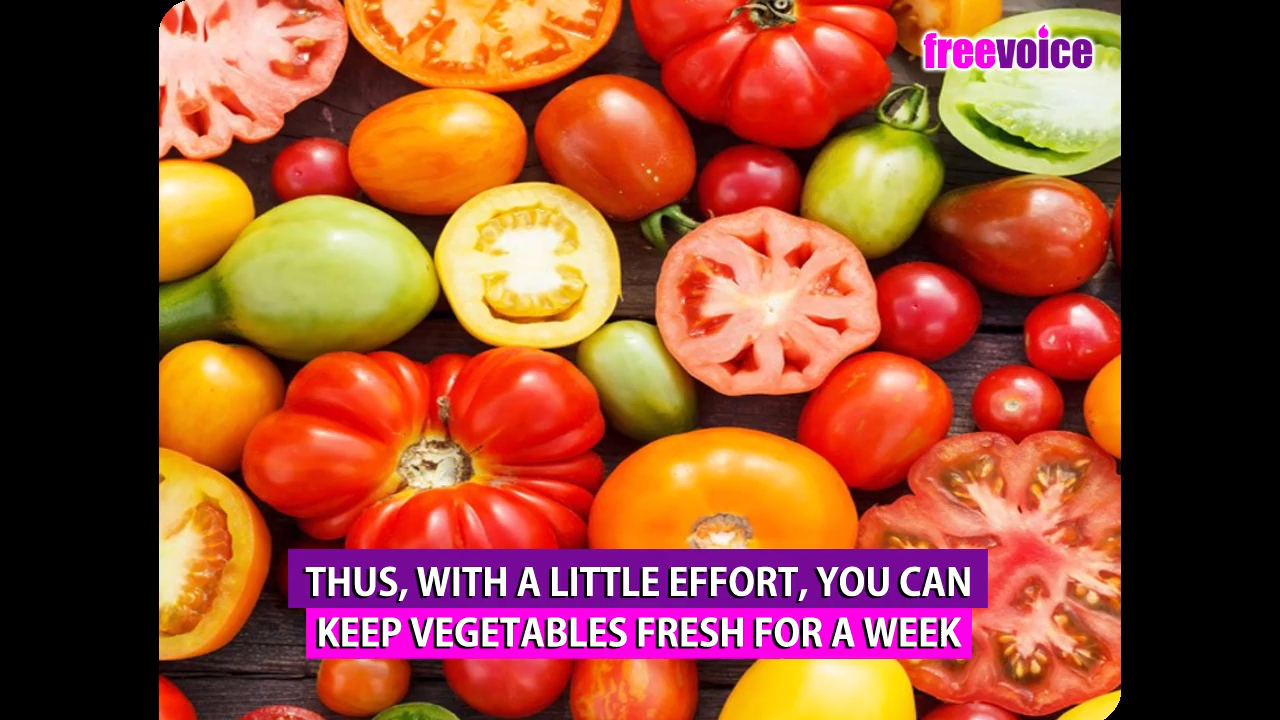 freevoice
THUS, WITH A LITTLE EFFORT, YOU CAN
KEEP VEGETABLES FRESH FOR A WEEK